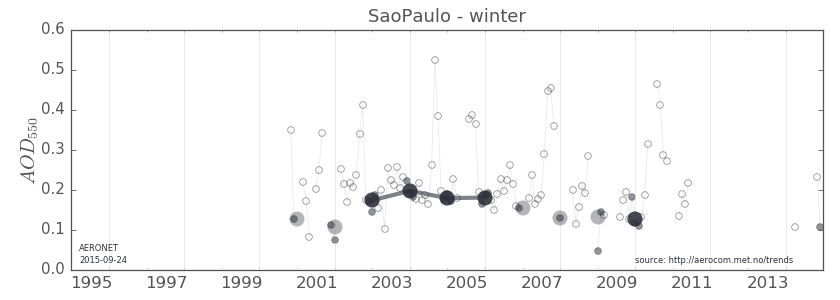 SaoPaulo - winter
0.6
0.5
0.4
0.3
0.2
0.1
0.0
AOD550
AERONET
2015-09-24
source: http://aerocom.met.no/trends
1995 1997 1999 2001 2003 2005 2007 2009 2011 2013